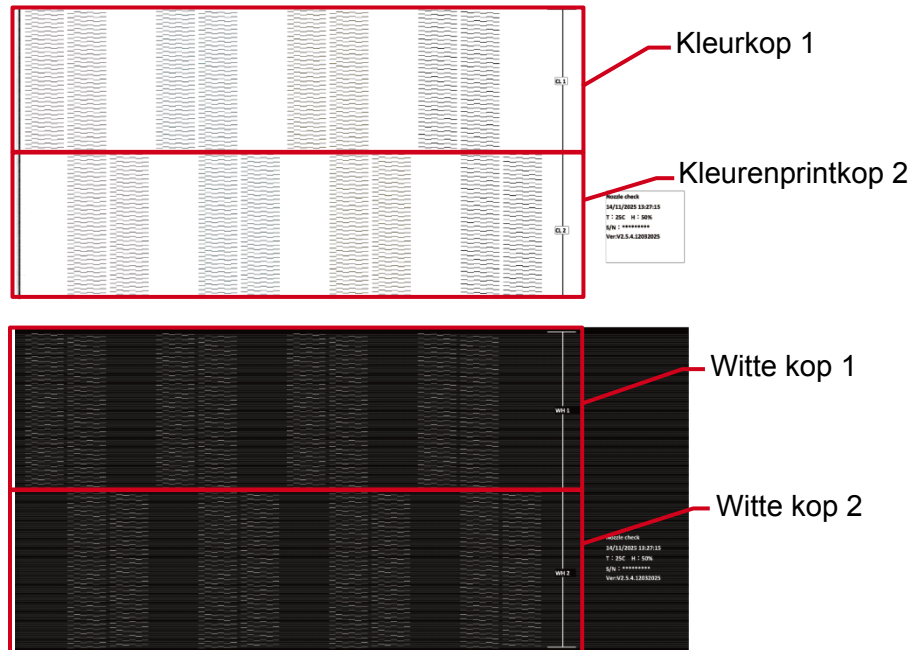 Kleurkop 1
CL 1
Kleurenprintkop 2
CL 2
Nozzle check
14/11/2025 13:27:15
T : 25C H : 50%
S/N : *********
Ver:V2.5.4.12032025
Witte kop 1
WH 1
Witte kop 2
WH 2
Nozzle check
14/11/2025 13:27:15
T : 25C H : 50%
S/N : *********
Ver:V2.5.4.12032025